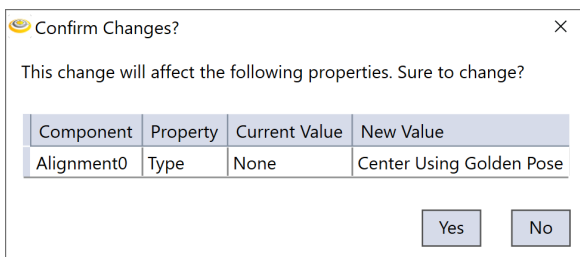 Confirm Changes?
This change will affect the following properties. Sure to change?
Component Property Current Value New Value
Alignment0 Type None Center Using Golden Pose
Yes No